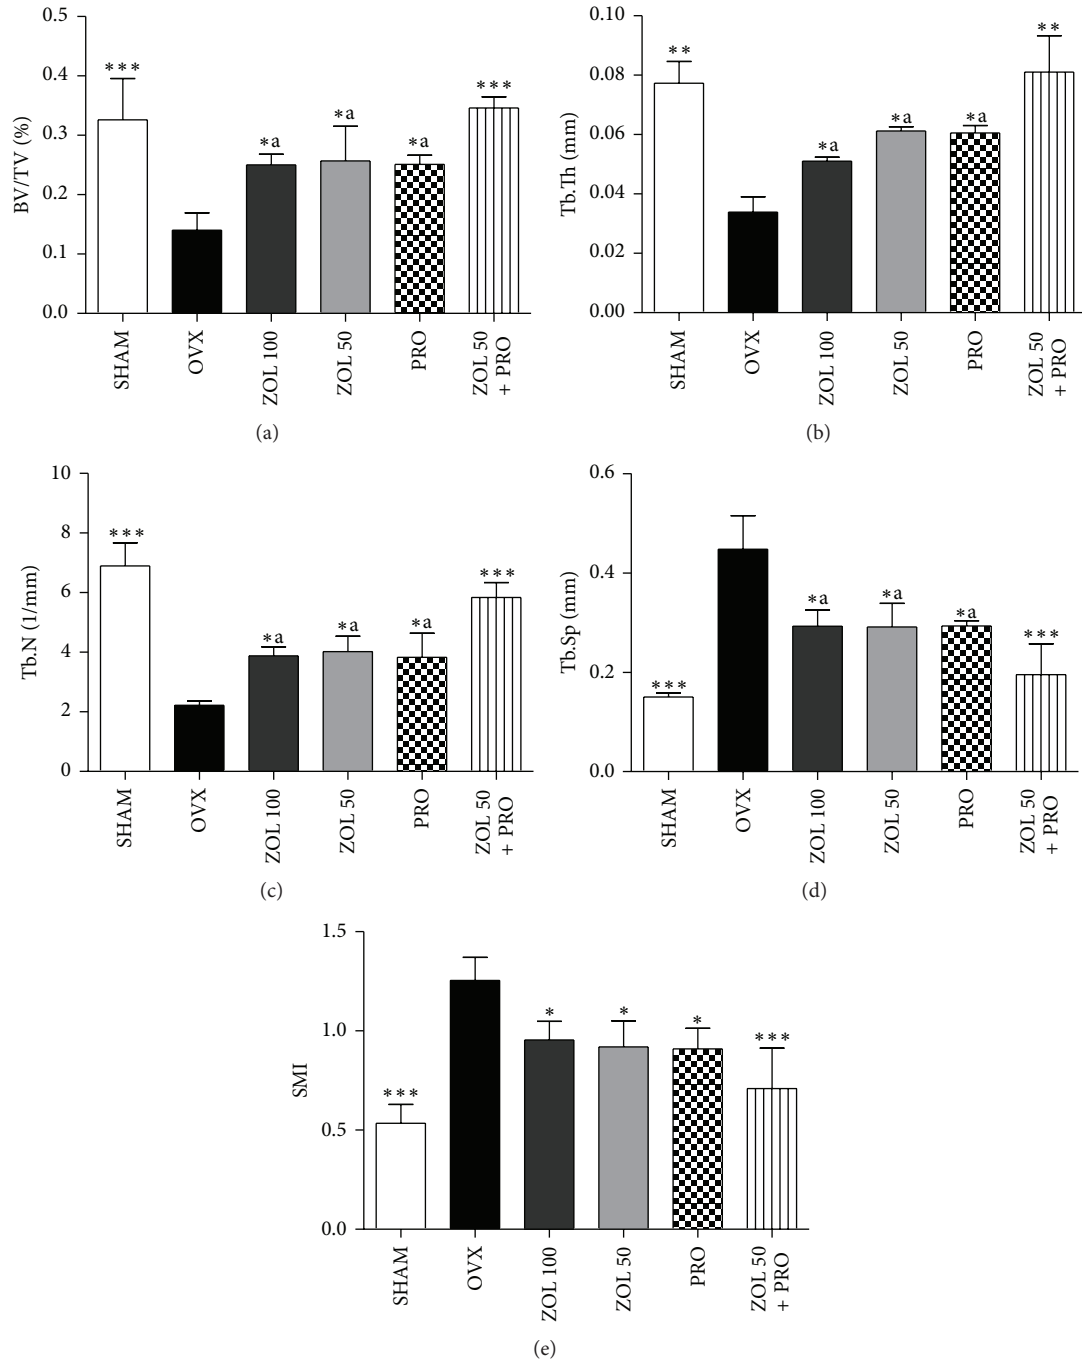 BV/TV (%)
0.5
0.4
0.3
0.2
0.1
0.0
***
*a
*a
*a
***
SHAM
OVX
ZOL 100
ZOL 50
PRO
ZOL 50
+ PRO
(a)
Tb.Th (mm)
0.10
0.08
0.06
0.04
0.02
0.00
**
*a
*a
*a
**
SHAM
OVX
ZOL 100
ZOL 50
PRO
ZOL 50
+ PRO
(b)
Tb.N (1/mm)
10
8
6
4
2
0
***
*a
*a
*a
***
SHAM
OVX
ZOL 100
ZOL 50
PRO
ZOL 50
+ PRO
(c)
Tb.Sp (mm)
0.6
0.4
0.2
0.0
***
*a
*a
*a
***
SHAM
OVX
ZOL 100
ZOL 50
PRO
ZOL 50
+ PRO
(d)
SMI
1.5
1.0
0.5
0.0
***
*
*
*
***
SHAM
OVX
ZOL 100
ZOL 50
PRO
ZOL 50
+ PRO
(e)